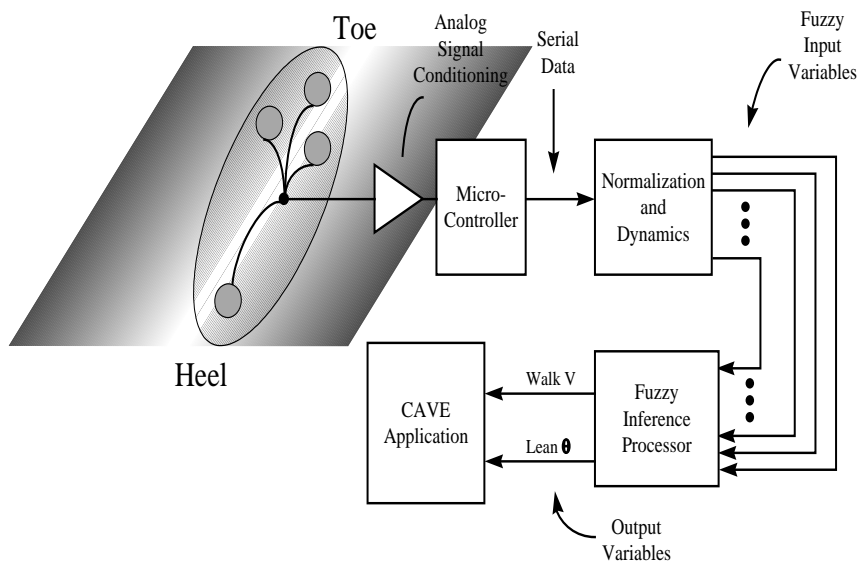 Toe
Analog
Signal
Conditioning
Serial
Data
Fuzzy
Input
Variables
Micro-
Controller
Normalization
and
Dynamics
Heel
CAVE
Application
Walk V
Lean θ
Fuzzy
Inference
Processor
Output
Variables